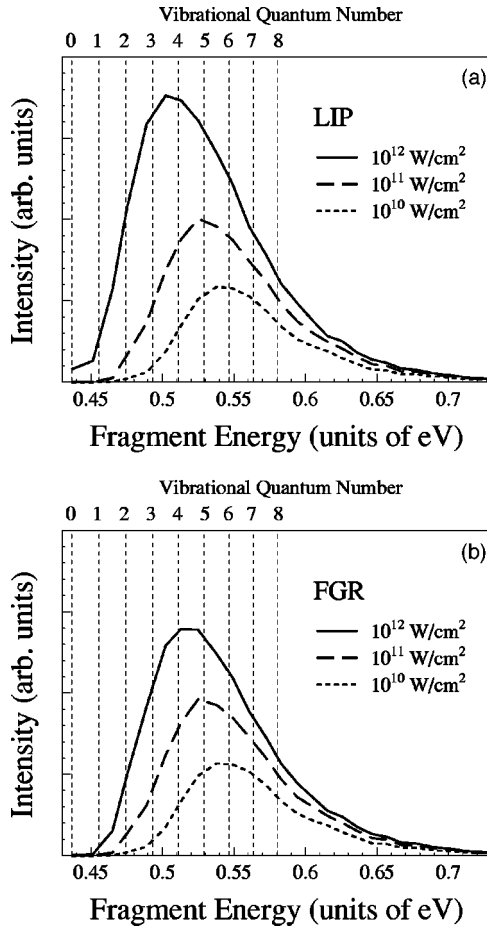 Vibrational Quantum Number
0 1 2 3 4 5 6 7 8
(a)
LIP
10¹² W/cm²
10¹¹ W/cm²
10¹⁰ W/cm²
Intensity (arb. units)
0.45 0.5 0.55 0.6 0.65 0.7
Fragment Energy (units of eV)
Vibrational Quantum Number
0 1 2 3 4 5 6 7 8
(b)
FGR
10¹² W/cm²
10¹¹ W/cm²
10¹⁰ W/cm²
Intensity (arb. units)
0.45 0.5 0.55 0.6 0.65 0.7
Fragment Energy (units of eV)